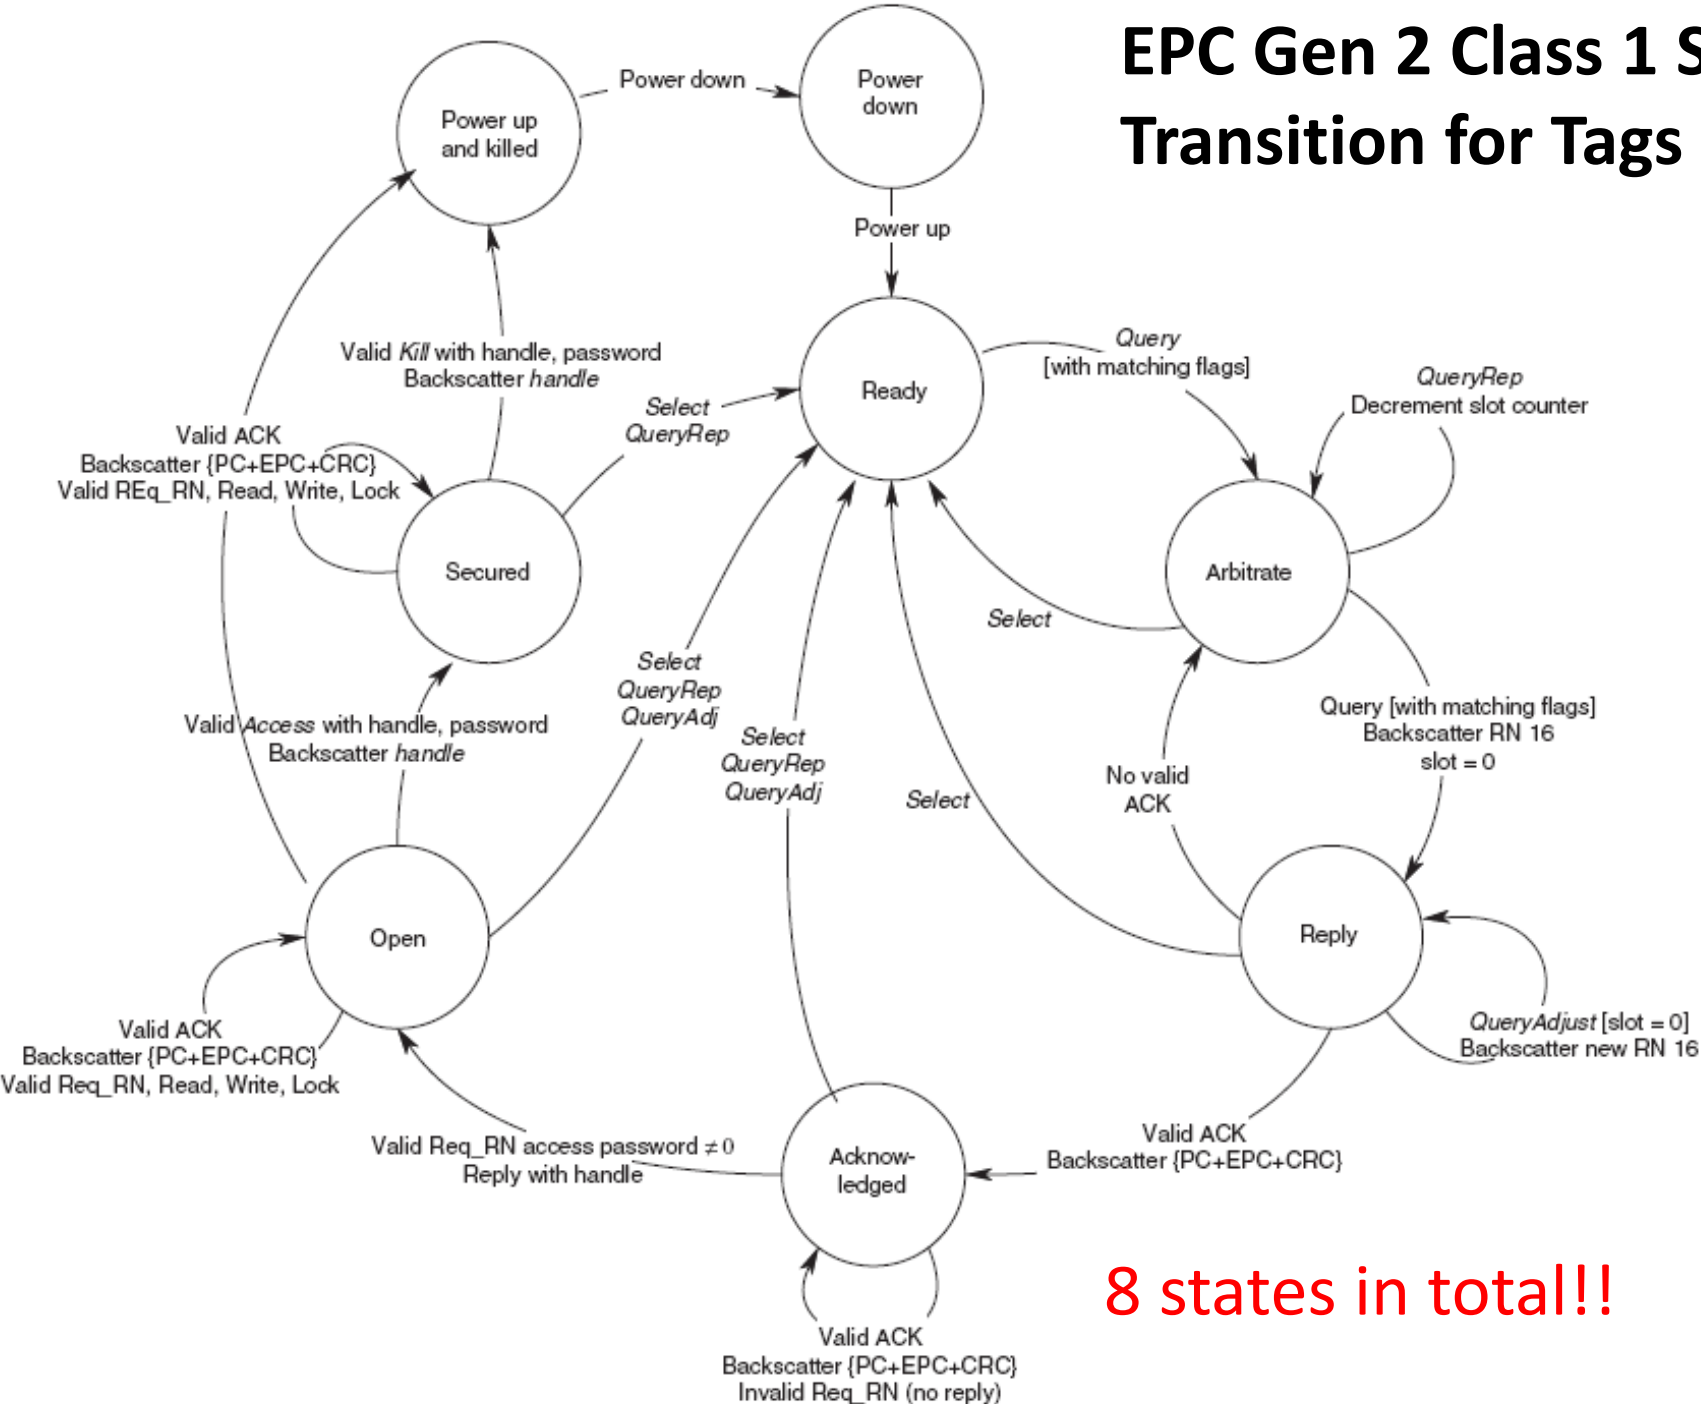 EPC Gen 2 Class 1 S
Transition for Tags
Power down
Power
down
Power up
and killed
Power up
Query
[with matching flags]
QueryRep
Decrement slot counter
Valid Kill with handle, password
Backscatter handle
Ready
Select
QueryRep
Valid ACK
Backscatter {PC+EPC+CRC}
Valid REq_RN, Read, Write, Lock
Secured
Arbitrate
Select
Select
QueryRep
QueryAdj
Valid Access with handle, password
Backscatter handle
Query [with matching flags]
Backscatter RN 16
slot = 0
Select
QueryRep
QueryAdj
Select
No valid
ACK
Open
Reply
Valid ACK
Backscatter {PC+EPC+CRC}
Valid Req_RN, Read, Write, Lock
QueryAdjust [slot = 0]
Backscatter new RN 16
Valid Req_RN access password ≠ 0
Reply with handle
Acknow-
ledged
Valid ACK
Backscatter {PC+EPC+CRC}
8 states in total!!
Valid ACK
Backscatter {PC+EPC+CRC}
Invalid Req_RN (no reply)